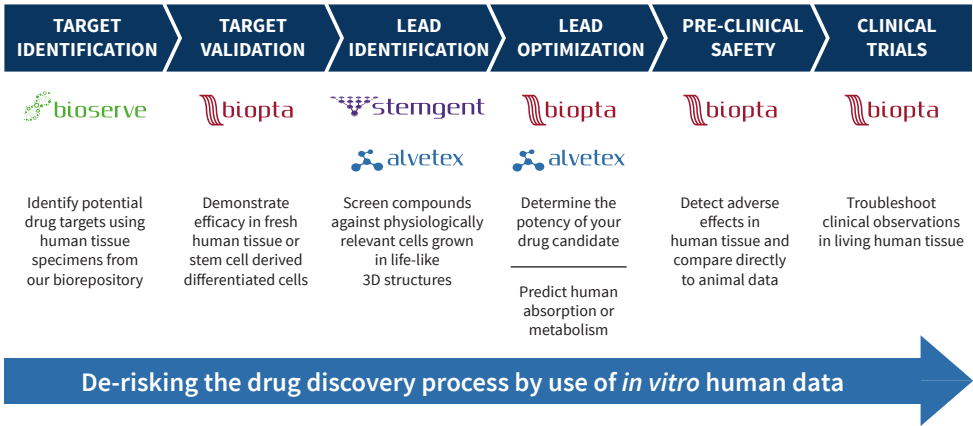 TARGET
IDENTIFICATION
TARGET
VALIDATION
LEAD
IDENTIFICATION
LEAD
OPTIMIZATION
PRE-CLINICAL
SAFETY
CLINICAL
TRIALS
bioserve
biopta
stemgent
alvetex
biopta
alvetex
biopta
biopta
Identify potential
drug targets using
human tissue
specimens from
our biorepository
Demonstrate
efficacy in fresh
human tissue or
stem cell derived
differentiated cells
Screen compounds
against physiologically
relevant cells grown
in life-like
3D structures
Determine the
potency of your
drug candidate
Predict human
absorption or
metabolism
Detect adverse
effects in
human tissue and
compare directly
to animal data
Troubleshoot
clinical observations
in living human tissue
De-risking the drug discovery process by use of in vitro human data